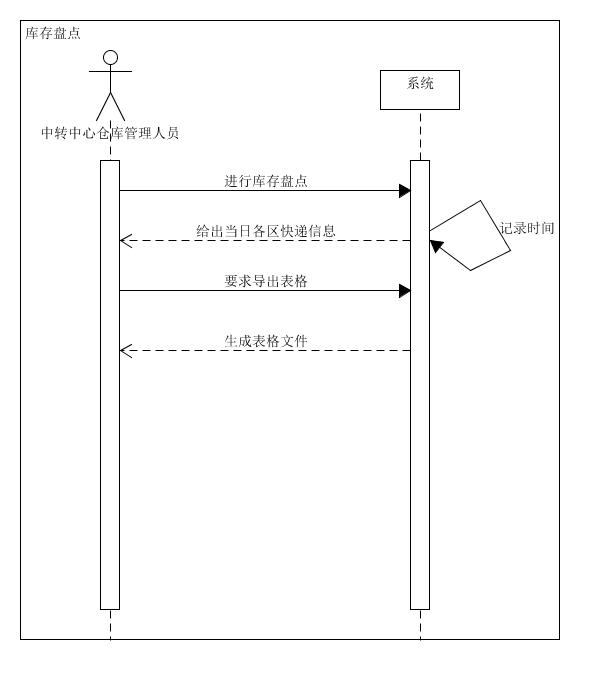 库存盘点
系统
中转中心仓库管理人员
进行库存盘点
记录时间
给出当日各区快递信息
要求导出表格
生成表格文件